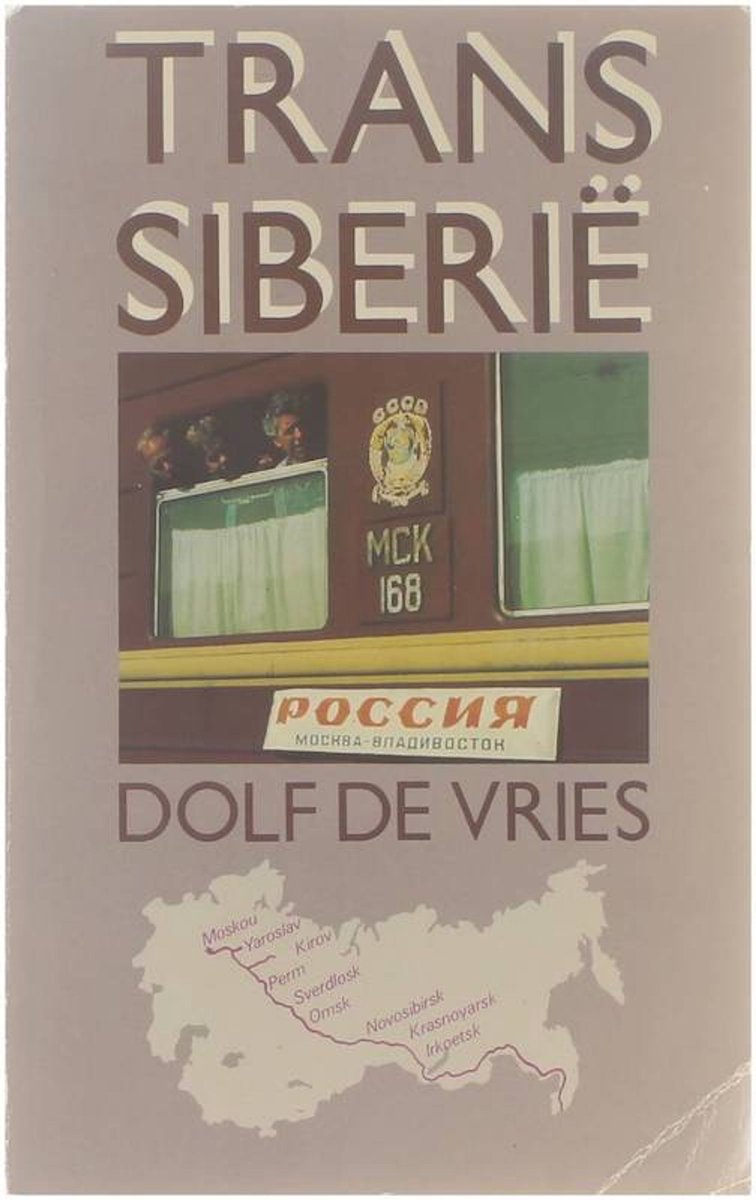 TRANS
SIBERIË
СССР
МСК
168
РОССИЯ
МОСКВА-ВЛАДИВОСТОК
DOLF DE VRIES
Moskou
Yaroslav
Kirov
Perm
Sverdlosk
Omsk
Novosibirsk
Krasnoyarsk
Irkoetsk